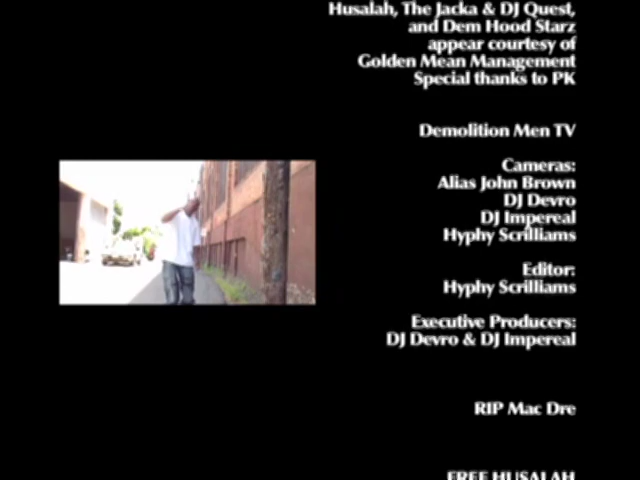 Husalah, The Jacka & DJ Quest,
and Dem Hood Starz
appear courtesy of
Golden Mean Management
Special thanks to PK
Demolition Men TV
Cameras:
Alias John Brown
DJ Devro
DJ Impereal
Hyphy Scrilliams
Editor:
Hyphy Scrilliams
Executive Producers:
DJ Devro & DJ Impereal
RIP Mac Dre
FREE HUSALAH